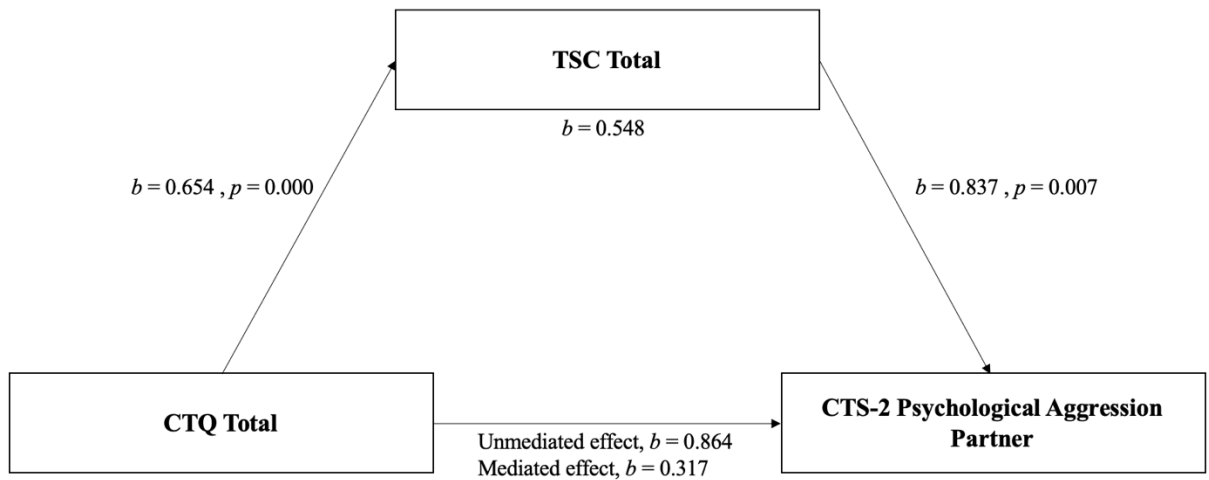 TSC Total
b = 0.548
b = 0.654 , p = 0.000
b = 0.837 , p = 0.007
CTQ Total
Unmediated effect, b = 0.864
Mediated effect, b = 0.317
CTS-2 Psychological Aggression
Partner